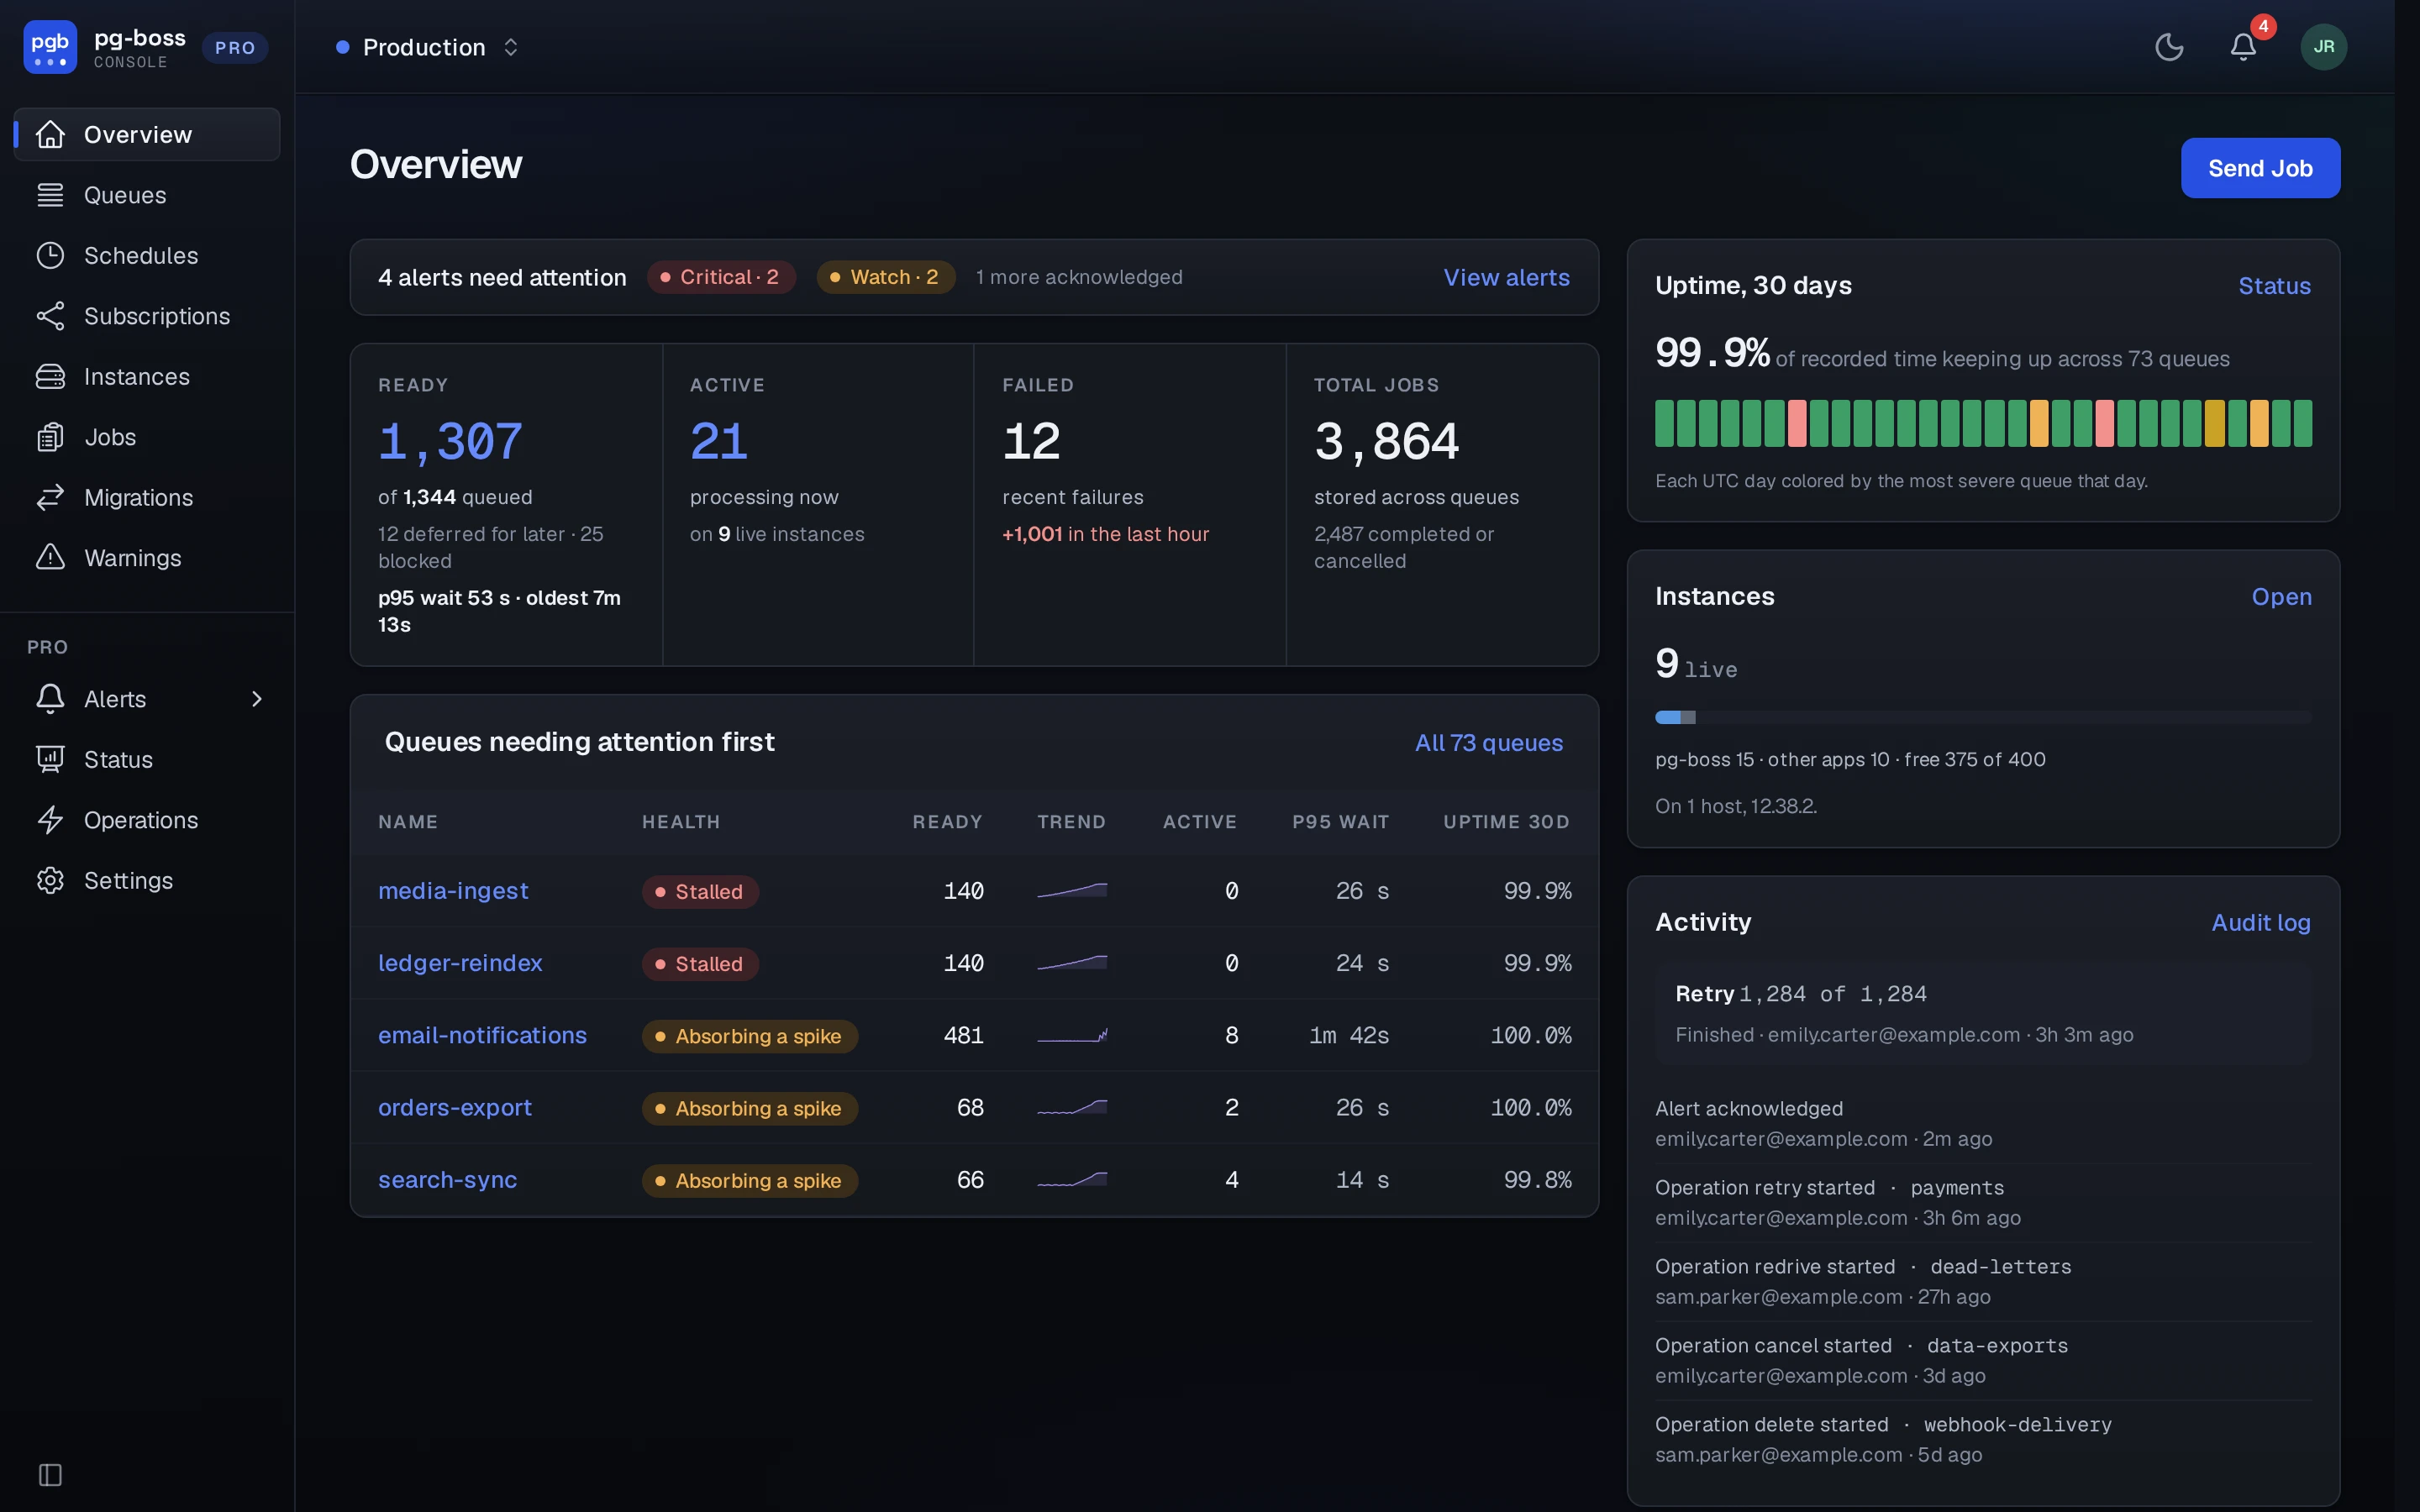 pgb
pg-boss
CONSOLE
PRO
Overview
Queues
Schedules
Subscriptions
Instances
Jobs
Migrations
Warnings
PRO
Alerts
Status
Operations
Settings
Production
4
JR
Overview
Send Job
4 alerts need attention
Critical · 2
Watch · 2
1 more acknowledged
View alerts
READY
1,307
of 1,344 queued
12 deferred for later · 25
blocked
p95 wait 53 s · oldest 7m
13s
ACTIVE
21
processing now
on 9 live instances
FAILED
12
recent failures
+1,001 in the last hour
TOTAL JOBS
3,864
stored across queues
2,487 completed or
cancelled
Queues needing attention first
All 73 queues
NAME HEALTH READY TREND ACTIVE P95 WAIT UPTIME 30D
media-ingest Stalled 140 0 26 s 99.9%
ledger-reindex Stalled 140 0 24 s 99.9%
email-notifications Absorbing a spike 481 8 1m 42s 100.0%
orders-export Absorbing a spike 68 2 26 s 100.0%
search-sync Absorbing a spike 66 4 14 s 99.8%
Uptime, 30 days
Status
99.9% of recorded time keeping up across 73 queues
Each UTC day colored by the most severe queue that day.
Instances
Open
9 live
pg-boss 15 · other apps 10 · free 375 of 400
On 1 host, 12.38.2.
Activity
Audit log
Retry 1,284 of 1,284
Finished · emily.carter@example.com · 3h 3m ago
Alert acknowledged
emily.carter@example.com · 2m ago
Operation retry started · payments
emily.carter@example.com · 3h 6m ago
Operation redrive started · dead-letters
sam.parker@example.com · 27h ago
Operation cancel started · data-exports
emily.carter@example.com · 3d ago
Operation delete started · webhook-delivery
sam.parker@example.com · 5d ago